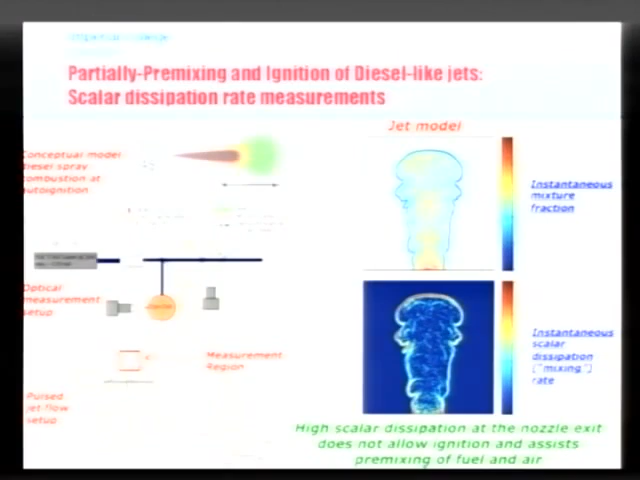 Partially-Premixing and Ignition of Diesel-like jets:
Scalar dissipation rate measurements
Jet model
Conceptual model
diesel spray
combustion at
autoignition
Instantaneous
mixture
fraction
Optical
measurement
setup
Measurement
Region
Instantaneous
scalar
dissipation
("mixing")
rate
Pulsed
jet-flow
setup
High scalar dissipation at the nozzle exit
does not allow ignition and assists
premixing of fuel and air